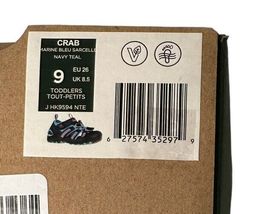 CRAB
MARINE BLEU SARCELLE
NAVY TEAL
9
EU 26
UK 8.5
TODDLERS
TOUT-PETITS
J HK9594 NTE
6 27574 35297 9